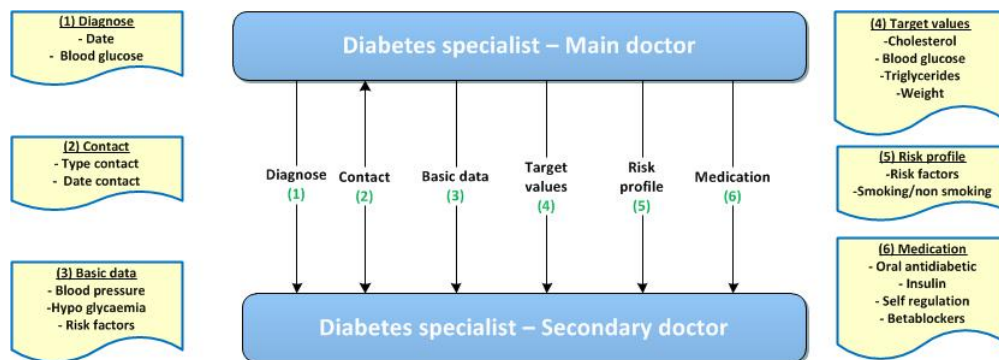 (1) Diagnose
- Date
- Blood glucose
(2) Contact
- Type contact
- Date contact
(3) Basic data
- Blood pressure
-Hypo glycaemia
- Risk factors
Diabetes specialist – Main doctor
Diagnose
(1)
Contact
(2)
Basic data
(3)
Target
values
(4)
Risk
profile
(5)
Medication
(6)
Diabetes specialist – Secondary doctor
(4) Target values
-Cholesterol
- Blood glucose
-Triglycerides
-Weight
(5) Risk profile
-Risk factors
-Smoking/non smoking
(6) Medication
- Oral antidiabetic
- Insulin
- Self regulation
- Betablockers